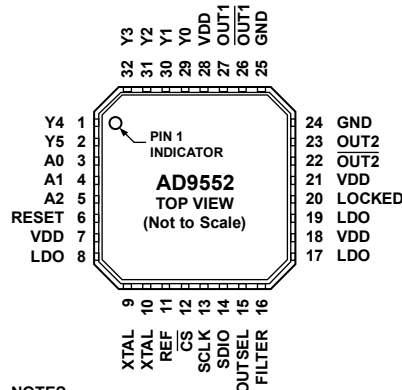 32 Y3
31 Y2
30 Y1
29 Y0
28 VDD
27 OUT1
26 OUT1
25 GND
Y4 1
Y5 2
A0 3
A1 4
A2 5
RESET 6
VDD 7
LDO 8
PIN 1
INDICATOR
AD9552
TOP VIEW
(Not to Scale)
24 GND
23 OUT2
22 OUT2
21 VDD
20 LOCKED
19 LDO
18 VDD
17 LDO
XTAL 9
XTAL 10
REF 11
CS 12
SCLK 13
SDIO 14
OUTSEL 15
FILTER 16
NOTES